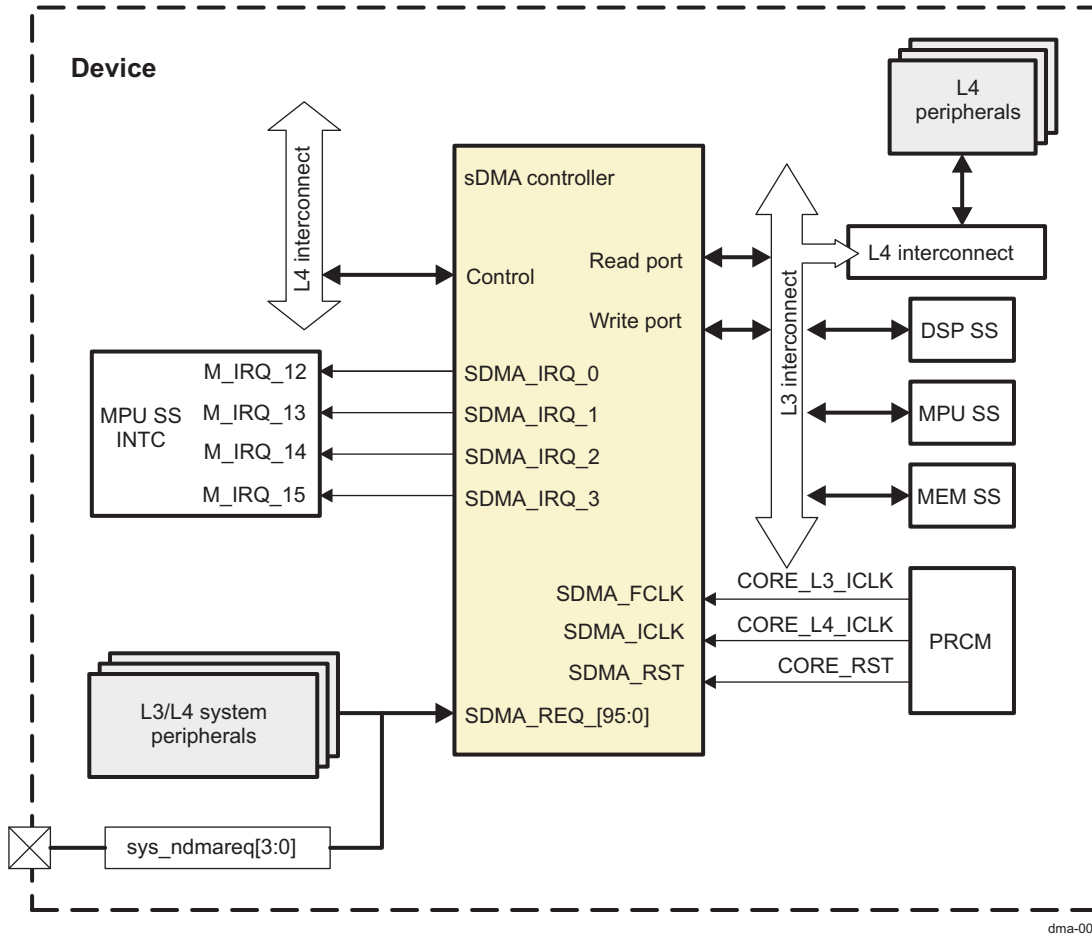 Device
L4
peripherals
L4 interconnect
sDMA controller
L3 interconnect
L4 interconnect
Read port
Control
Write port
DSP SS
M_IRQ_12
SDMA_IRQ_0
MPU SS
INTC
M_IRQ_13
SDMA_IRQ_1
MPU SS
M_IRQ_14
SDMA_IRQ_2
M_IRQ_15
SDMA_IRQ_3
MEM SS
SDMA_FCLK
CORE_L3_ICLK
SDMA_ICLK
CORE_L4_ICLK
PRCM
SDMA_RST
CORE_RST
L3/L4 system
peripherals
SDMA_REQ_[95:0]
sys_ndmareq[3:0]
dma-00